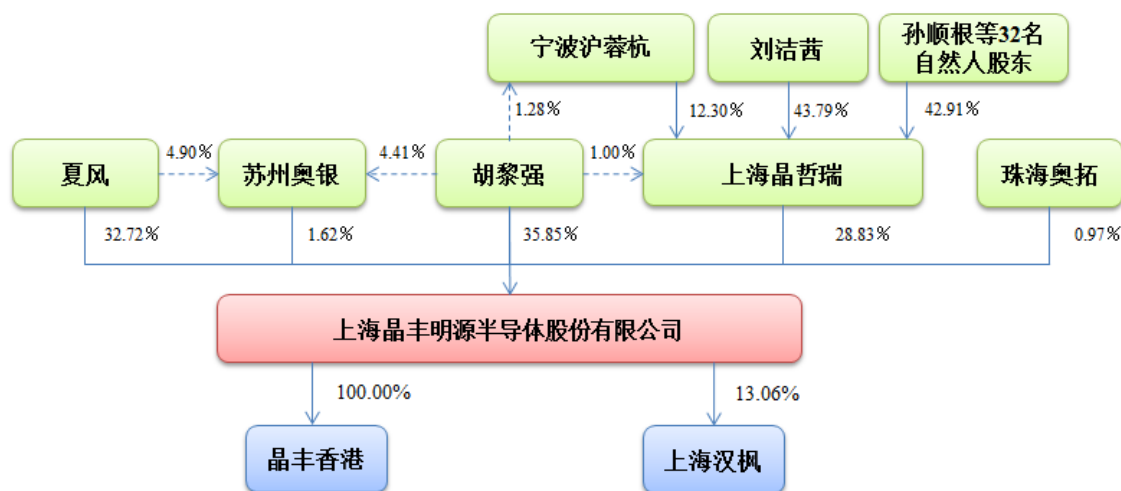 宁波沪蓉杭
刘洁茜
孙顺根等32名
自然人股东
1.28%
12.30%
43.79%
42.91%
夏风
4.90%
苏州奥银
4.41%
胡黎强
1.00%
上海晶哲瑞
珠海奥拓
32.72%
1.62%
35.85%
28.83%
0.97%
上海晶丰明源半导体股份有限公司
100.00%
13.06%
晶丰香港
上海汉枫